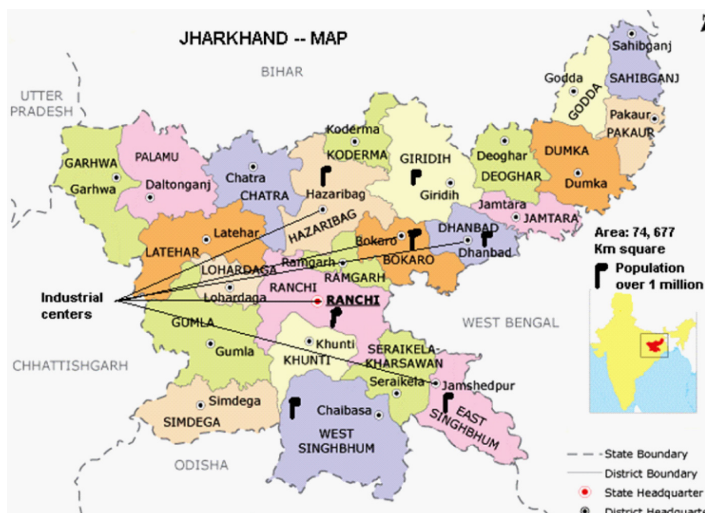 JHARKHAND -- MAP
BIHAR
UTTER
PRADESH
Sahibganj
SAHIBGANJ
Godda
GODDA
Pakaur
PAKAUR
Koderma
KODERMA
GARHWA
Garhwa
PALAMU
Daltonganj
Chatra
CHATRA
Hazaribag
HAZARIBAG
GIRIDIH
Giridih
Deoghar
DEOGHAR
DUMKA
Dumka
Jamtara
JAMTARA
Latehar
LATEHAR
Bokaro
BOKARO
DHANBAD
Dhanbad
Area: 74, 677
Km square
Population
over 1 million
LOHARDAGA
Lohardaga
Ramgarh
RAMGARH
RANCHI
RANCHI
Industrial
centers
GUMLA
Gumla
Khunti
KHUNTI
WEST BENGAL
SERAIKELA-
KHARSAWAN
Seraikela
Jamshedpur
EAST
SINGHBHUM
CHHATTISHGARH
Simdega
SIMDEGA
Chaibasa
WEST
SINGHBHUM
ODISHA
State Boundary
District Boundary
State Headquarter
District Headquar